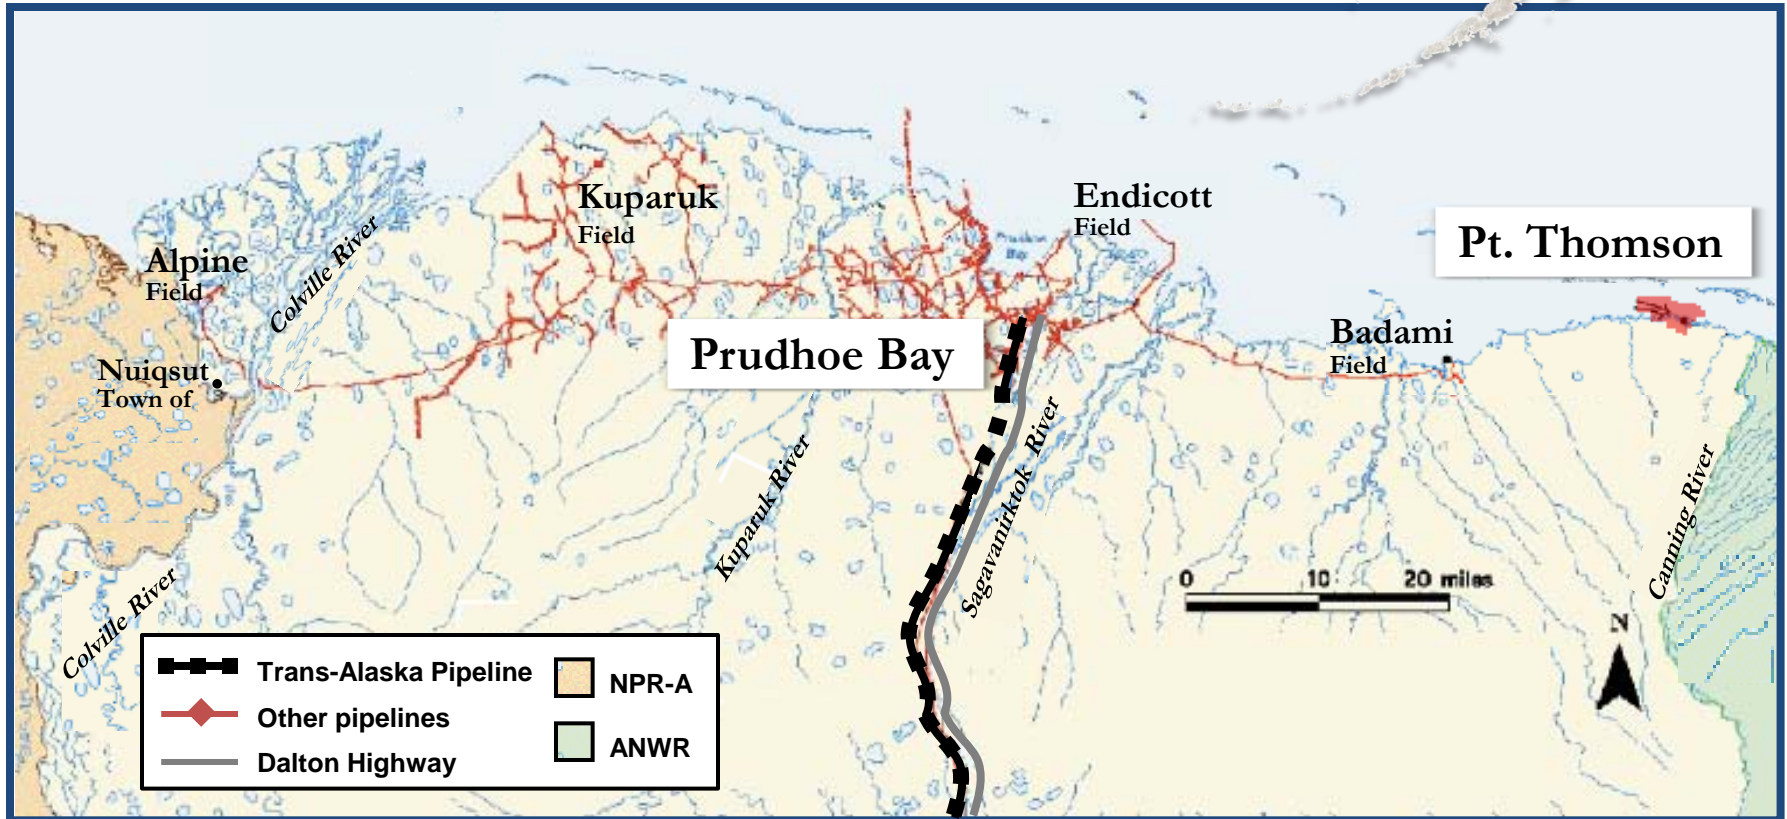 Kuparuk
Field
Endicott
Field
Prudhoe
Bay
Pt. Thomson
Alpine
Field
Colville River
Badami
Field
Prudhoe Bay
Nuiqsut
Town of
Kuparuk River
Sagavanirktok River
Canning River
0 10 20 miles
N
Colville River
Trans-Alaska Pipeline
Other pipelines
Dalton Highway
NPR-A
ANWR